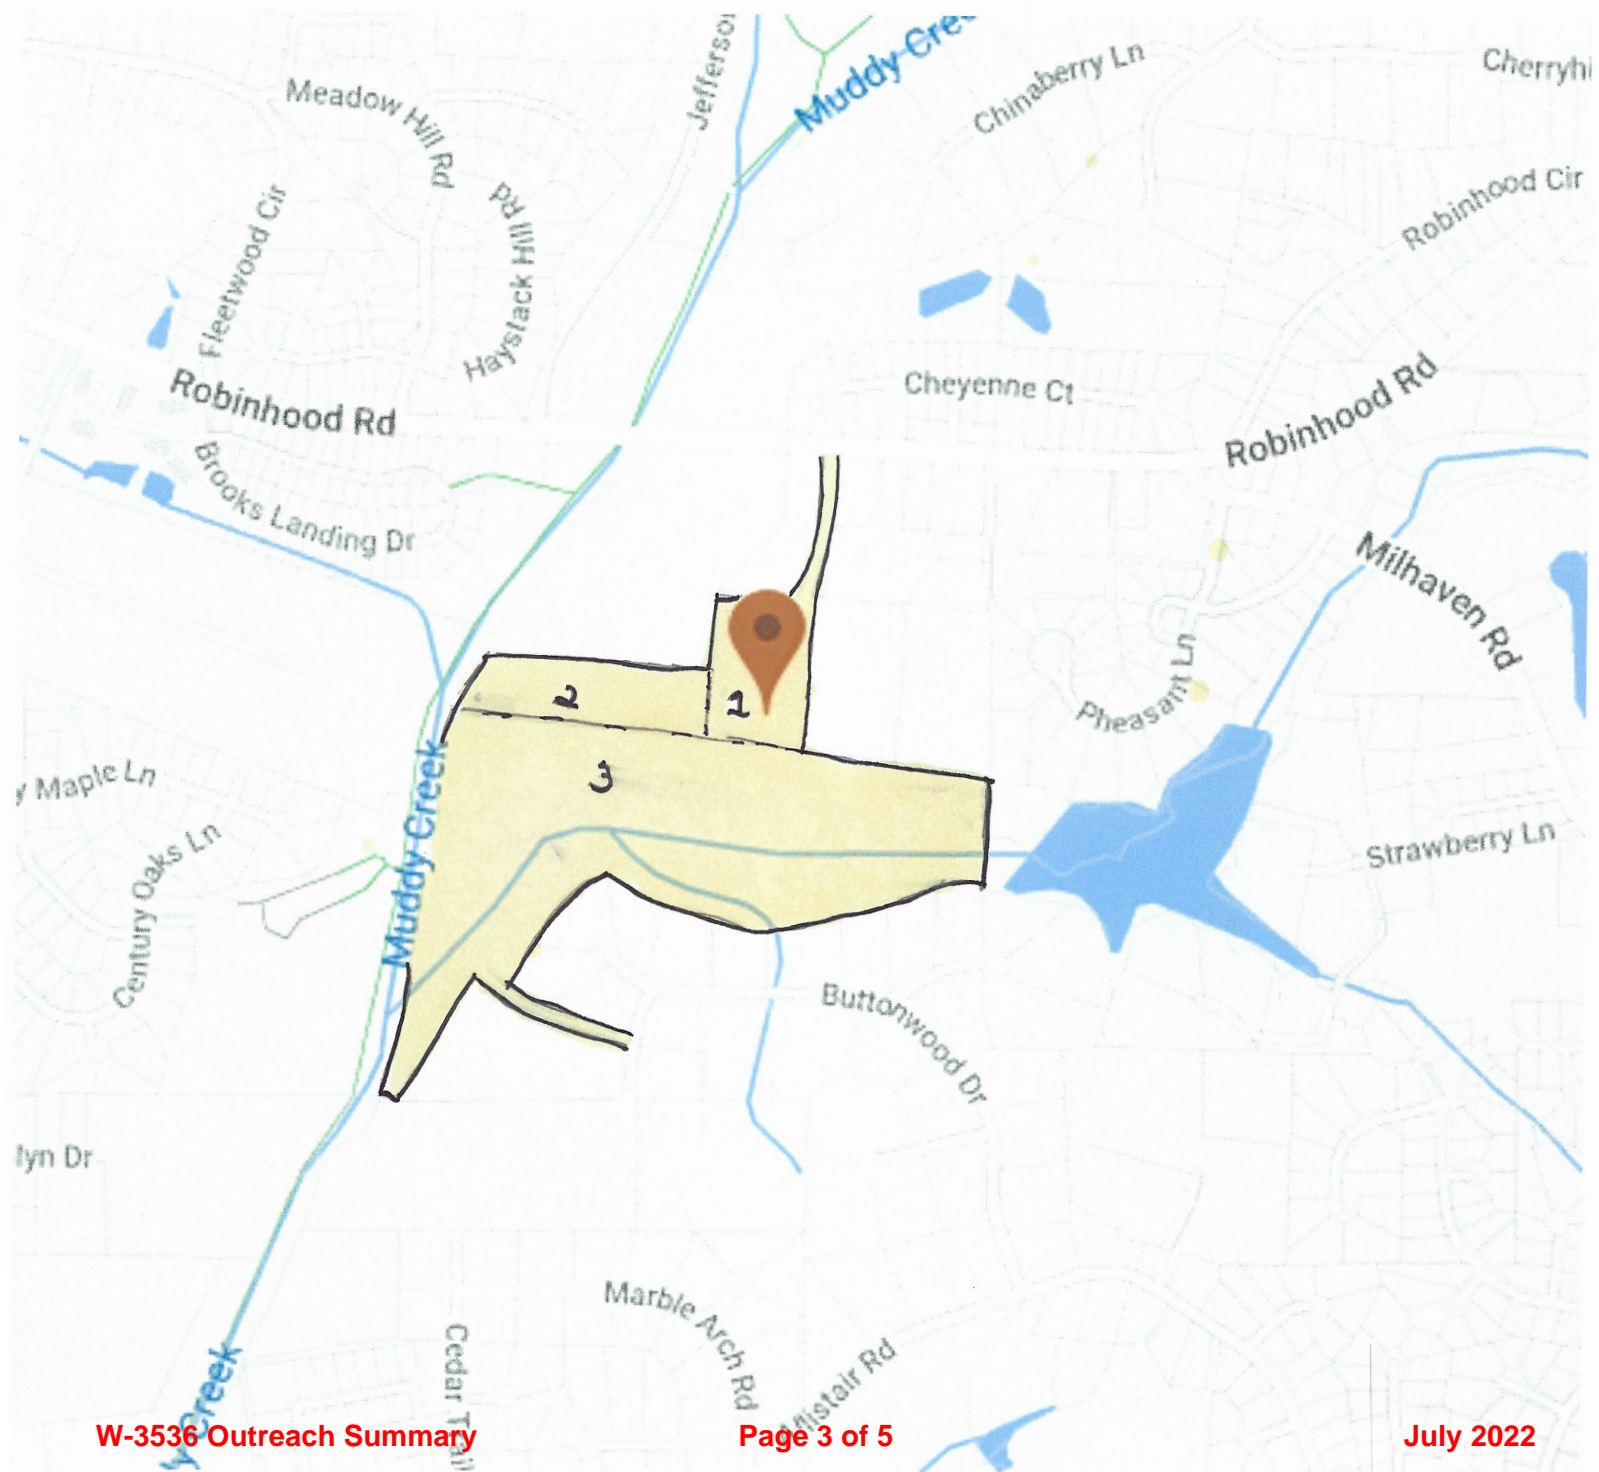 Muddy Cree
Jefferson
Chinaberry Ln
Cherryhi
Meadow Hill Rd
Robinhood Cir
Haystack Hill Rd
Fleetwood Cir
Robinhood Rd
Cheyenne Ct
Robinhood Rd
Brooks Landing Dr
Milhaven Rd
Pheasant Ln
2
1
3
y Maple Ln
Muddy Creek
Century Oaks Ln
Strawberry Ln
Buttonwood Dr
lyn Dr
Marble Arch Rd
Cedar Trail
Alistair Rd
y Creek
W-3536 Outreach Summary
Page 3 of 5
July 2022